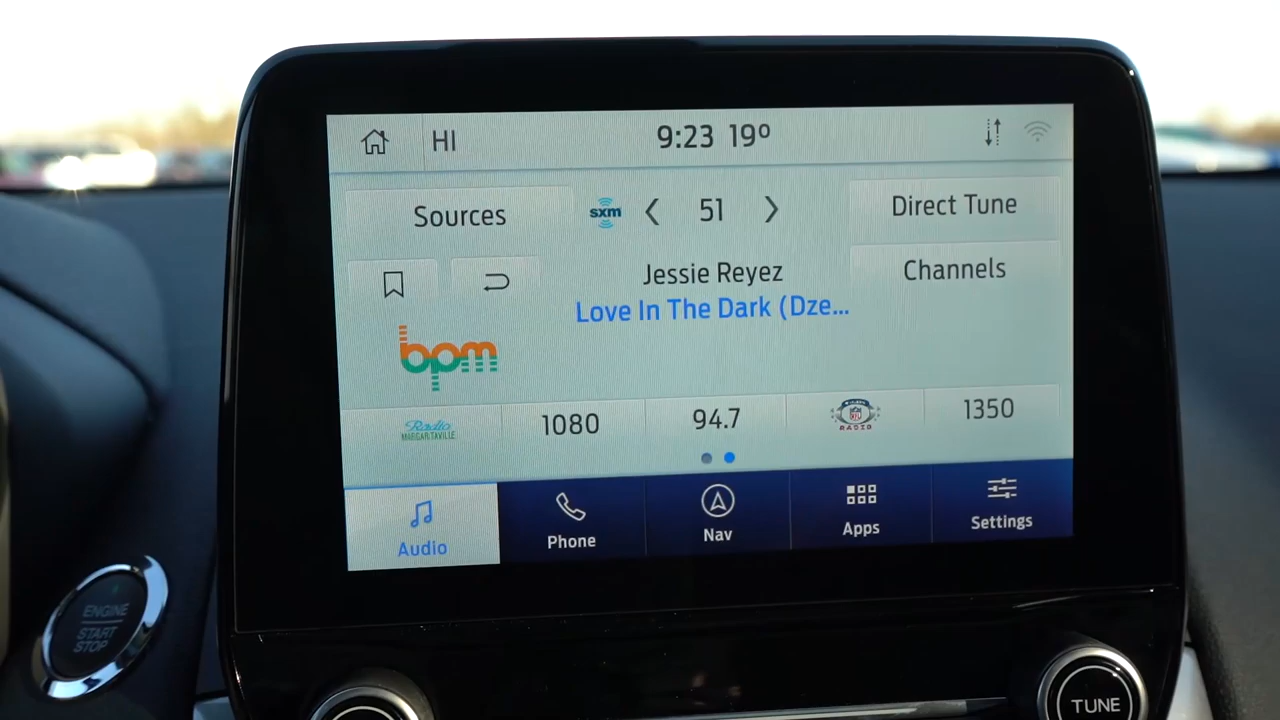 HI
9:23 19º
Sources
sxm
51
Direct Tune
Jessie Reyez
Channels
Love In The Dark (Dze...
bpm
Radio
MARGARITAVILLE
1080
94.7
NFL
RADIO
1350
Audio
Phone
Nav
Apps
Settings
ENGINE
START
STOP
TUNE